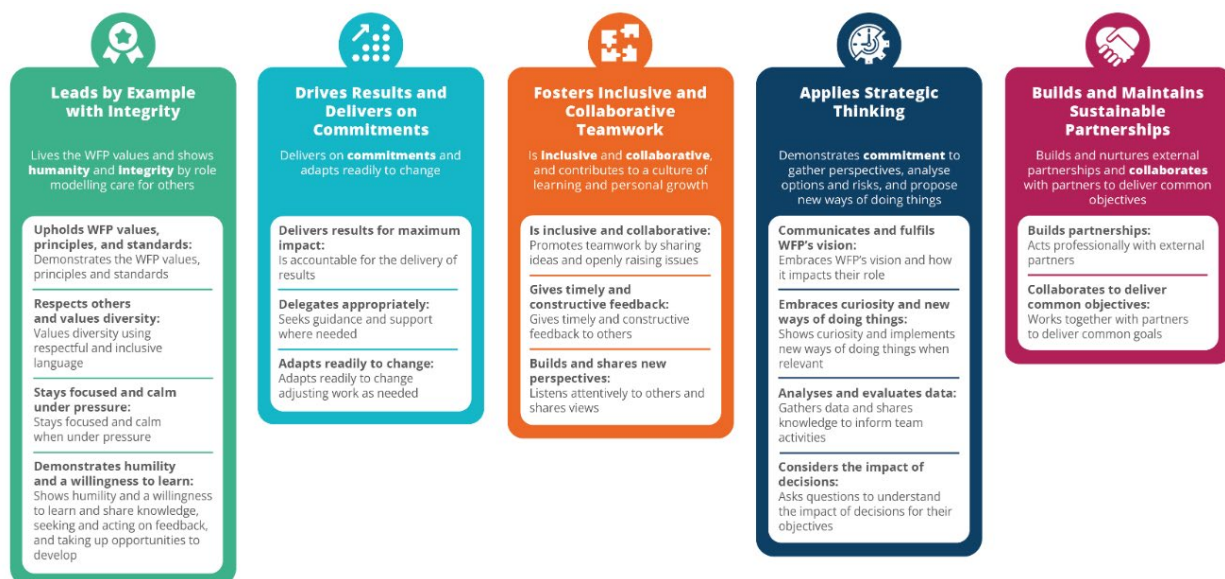 Leads by Example
with Integrity
Lives the WFP values and shows
humanity and integrity by role
modelling care for others
Upholds WFP values,
principles, and standards:
Demonstrates the WFP values,
principles and standards
Respects others
and values diversity:
Values diversity using
respectful and inclusive
language
Stays focused and calm
under pressure:
Stays focused and calm
when under pressure
Demonstrates humility
and a willingness to learn:
Shows humility and a willingness
to learn and share knowledge,
seeking and acting on feedback,
and taking up opportunities to
develop
Drives Results and
Delivers on
Commitments
Delivers on commitments and
adapts readily to change
Delivers results for maximum
impact:
Is accountable for the delivery of
results
Delegates appropriately:
Seeks guidance and support
where needed
Adapts readily to change:
Adapts readily to change
adjusting work as needed
Fosters Inclusive and
Collaborative
Teamwork
Is inclusive and collaborative,
and contributes to a culture of
learning and personal growth
Is inclusive and collaborative:
Promotes teamwork by sharing
ideas and openly raising issues
Gives timely and
constructive feedback:
Gives timely and constructive
feedback to others
Builds and shares new
perspectives:
Listens attentively to others and
shares views
Applies Strategic
Thinking
Demonstrates commitment to
gather perspectives, analyse
options and risks, and propose
new ways of doing things
Communicates and fulfils
WFP's vision:
Embraces WFP's vision and how
it impacts their role
Embraces curiosity and new
ways of doing things:
Shows curiosity and implements
new ways of doing things when
relevant
Analyses and evaluates data:
Gathers data and shares
knowledge to inform team
activities
Considers the impact of
decisions:
Asks questions to understand
the impact of decisions for their
objectives
Builds and Maintains
Sustainable
Partnerships
Builds and nurtures external
partnerships and collaborates
with partners to deliver common
objectives
Builds partnerships:
Acts professionally with external
partners
Collaborates to deliver
common objectives:
Works together with partners
to deliver common goals